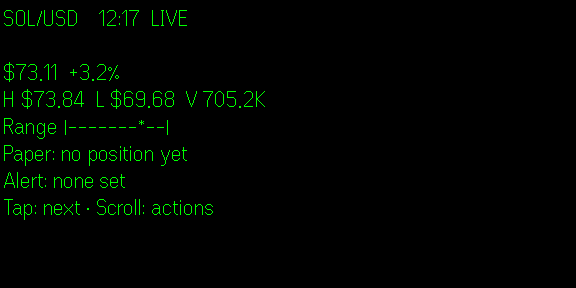 SOL/USD 12:17 LIVE
$73.11 +3.2%
H $73.84 L $69.68 V 705.2K
Range |-------*--|
Paper: no position yet
Alert: none set
Tap: next · Scroll: actions